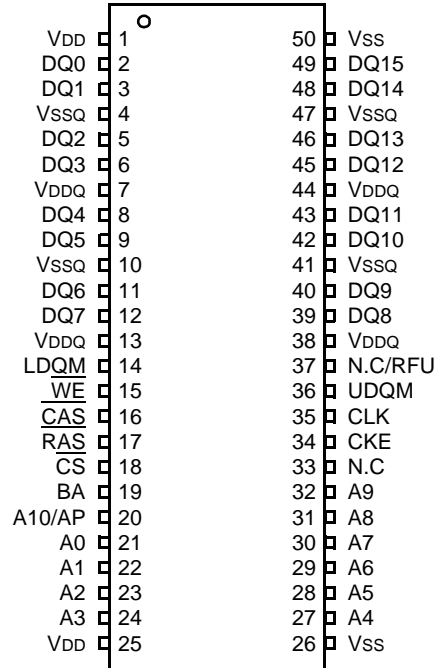 VDD 1 50 VSS
DQ0 2 49 DQ15
DQ1 3 48 DQ14
VSSQ 4 47 VSSQ
DQ2 5 46 DQ13
DQ3 6 45 DQ12
VDDQ 7 44 VDDQ
DQ4 8 43 DQ11
DQ5 9 42 DQ10
VSSQ 10 41 VSSQ
DQ6 11 40 DQ9
DQ7 12 39 DQ8
VDDQ 13 38 VDDQ
LDQM 14 37 N.C/RFU
WE 15 36 UDQM
CAS 16 35 CLK
RAS 17 34 CKE
CS 18 33 N.C
BA 19 32 A9
A10/AP 20 31 A8
A0 21 30 A7
A1 22 29 A6
A2 23 28 A5
A3 24 27 A4
VDD 25 26 VSS